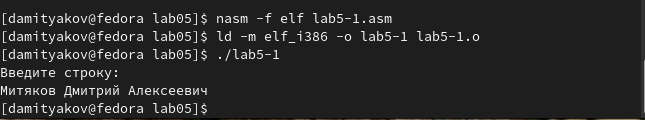 [damityakov@fedora lab05]$ nasm -f elf lab5-1.asm
[damityakov@fedora lab05]$ ld -m elf_i386 -o lab5-1 lab5-1.o
[damityakov@fedora lab05]$ ./lab5-1
Введите строку:
Митяков Дмитрий Алексеевич
[damityakov@fedora lab05]$